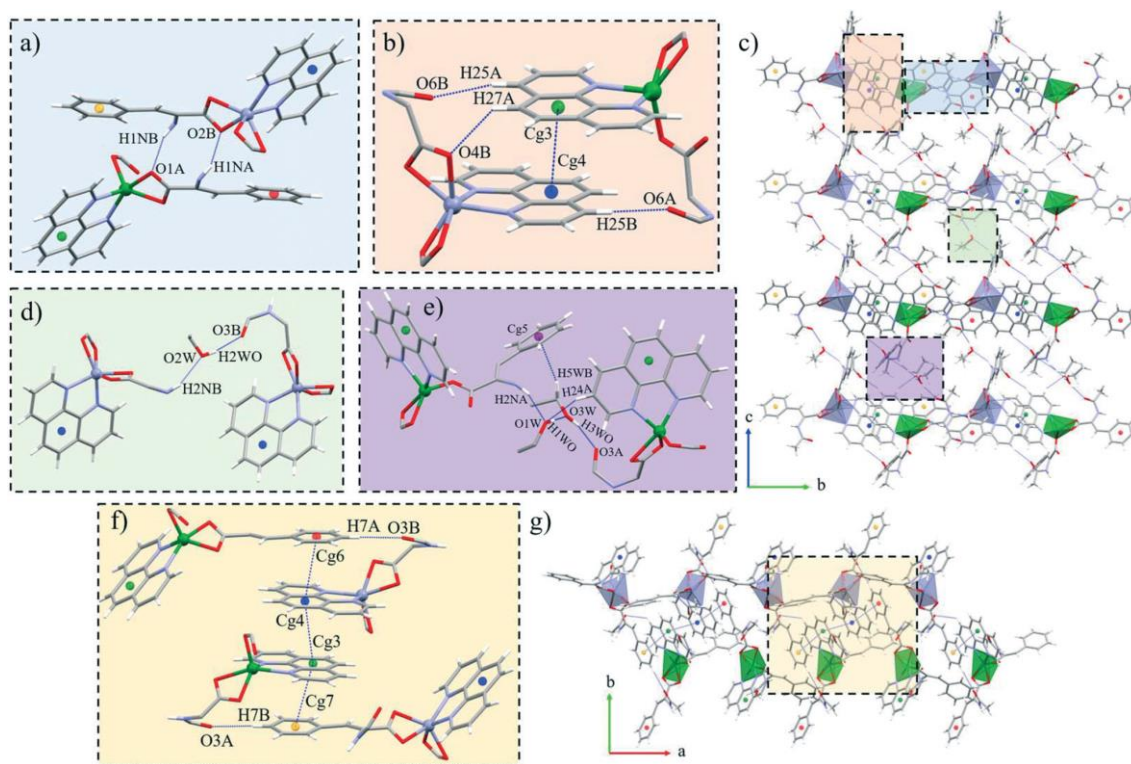 a)
H1NB
O2B
O1A
H1NA
b)
O6B
H25A
H27A
Cg3
O4B
Cg4
O6A
H25B
c)
c
b
d)
O3B
O2W
H2WO
H2NB
e)
Cg5
H5WB
H24A
H2NA
O3W
O1W
H1WO
H3WO
O3A
f)
H7A
O3B
Cg6
Cg4
Cg3
Cg7
H7B
O3A
g)
b
a